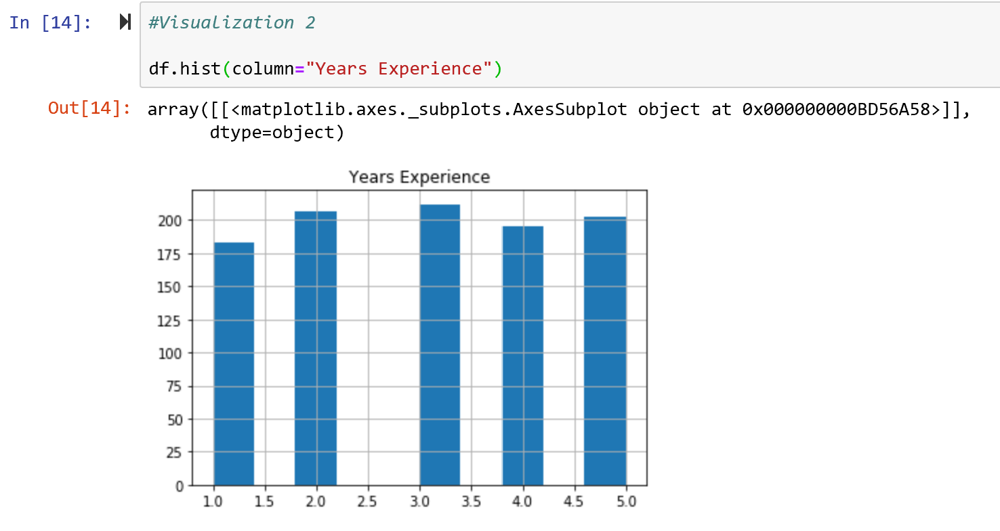 In [14]:
#Visualization 2
df.hist(column="Years Experience")
Out[14]:
array([[<matplotlib.axes._subplots.AxesSubplot object at 0x000000000BD56A58>]],
dtype=object)
Years Experience
200
175
150
125
100
75
50
25
0
1.0 1.5 2.0 2.5 3.0 3.5 4.0 4.5 5.0